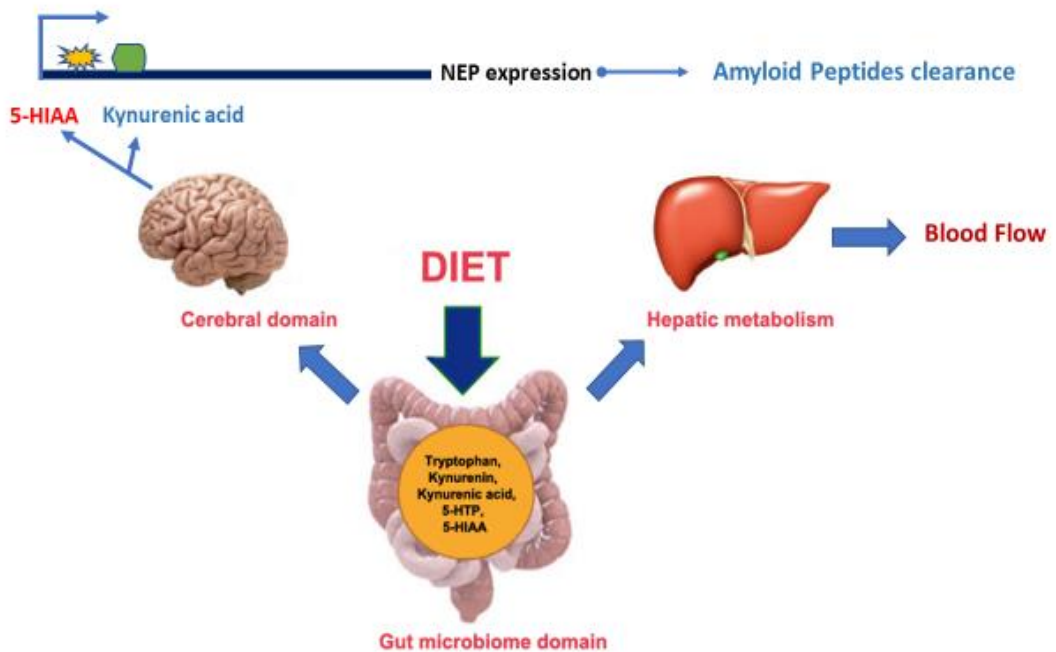 NEP expression
Amyloid Peptides clearance
5-HIAA
Kynurenic acid
Blood Flow
DIET
Cerebral domain
Hepatic metabolism
Tryptophan,
Kynurenin,
Kynurenic acid,
5-HTP,
5-HIAA
Gut microbiome domain